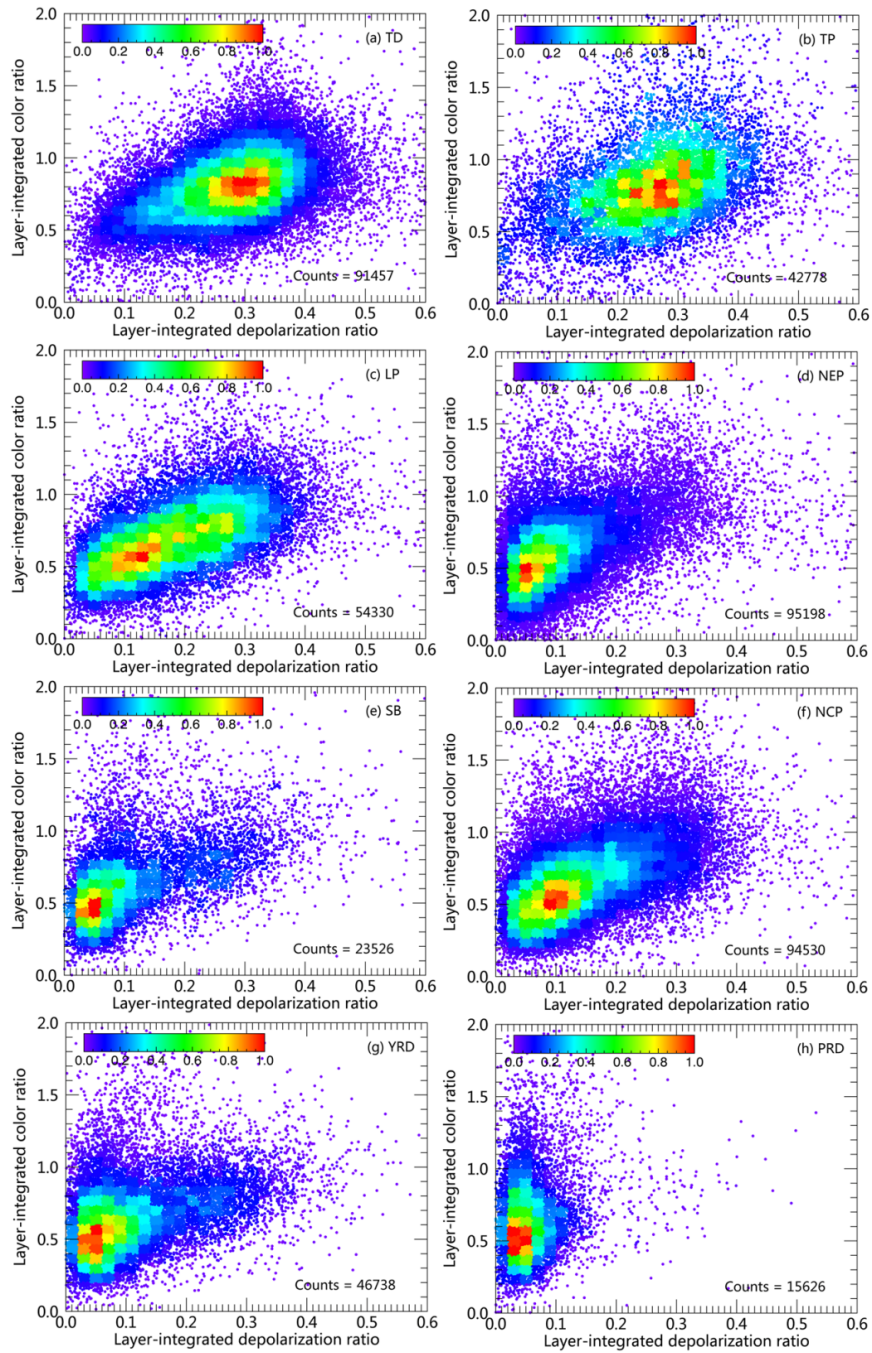 2.0
0.0 0.2 0.4 0.6 0.8 1.0
(a) TD
1.5
1.0
0.5
0.0
Layer-integrated color ratio
Counts = 91457
0.0 0.1 0.2 0.3 0.4 0.5 0.6
Layer-integrated depolarization ratio
2.0
0.0 0.2 0.4 0.6 0.8 1.0
(b) TP
1.5
1.0
0.5
0.0
Layer-integrated color ratio
Counts = 42778
0.0 0.1 0.2 0.3 0.4 0.5 0.6
Layer-integrated depolarization ratio
2.0
0.0 0.2 0.4 0.6 0.8 1.0
(c) LP
1.5
1.0
0.5
0.0
Layer-integrated color ratio
Counts = 54330
0.0 0.1 0.2 0.3 0.4 0.5 0.6
Layer-integrated depolarization ratio
2.0
0.0 0.2 0.4 0.6 0.8 1.0
(d) NEP
1.5
1.0
0.5
0.0
Layer-integrated color ratio
Counts = 95198
0.0 0.1 0.2 0.3 0.4 0.5 0.6
Layer-integrated depolarization ratio
2.0
0.0 0.2 0.4 0.6 0.8 1.0
(e) SB
1.5
1.0
0.5
0.0
Layer-integrated color ratio
Counts = 23526
0.0 0.1 0.2 0.3 0.4 0.5 0.6
Layer-integrated depolarization ratio
2.0
0.0 0.2 0.4 0.6 0.8 1.0
(f) NCP
1.5
1.0
0.5
0.0
Layer-integrated color ratio
Counts = 94530
0.0 0.1 0.2 0.3 0.4 0.5 0.6
Layer-integrated depolarization ratio
2.0
0.0 0.2 0.4 0.6 0.8 1.0
(g) YRD
1.5
1.0
0.5
0.0
Layer-integrated color ratio
Counts = 46738
0.0 0.1 0.2 0.3 0.4 0.5 0.6
Layer-integrated depolarization ratio
2.0
0.0 0.2 0.4 0.6 0.8 1.0
(h) PRD
1.5
1.0
0.5
0.0
Layer-integrated color ratio
Counts = 15626
0.0 0.1 0.2 0.3 0.4 0.5 0.6
Layer-integrated depolarization ratio